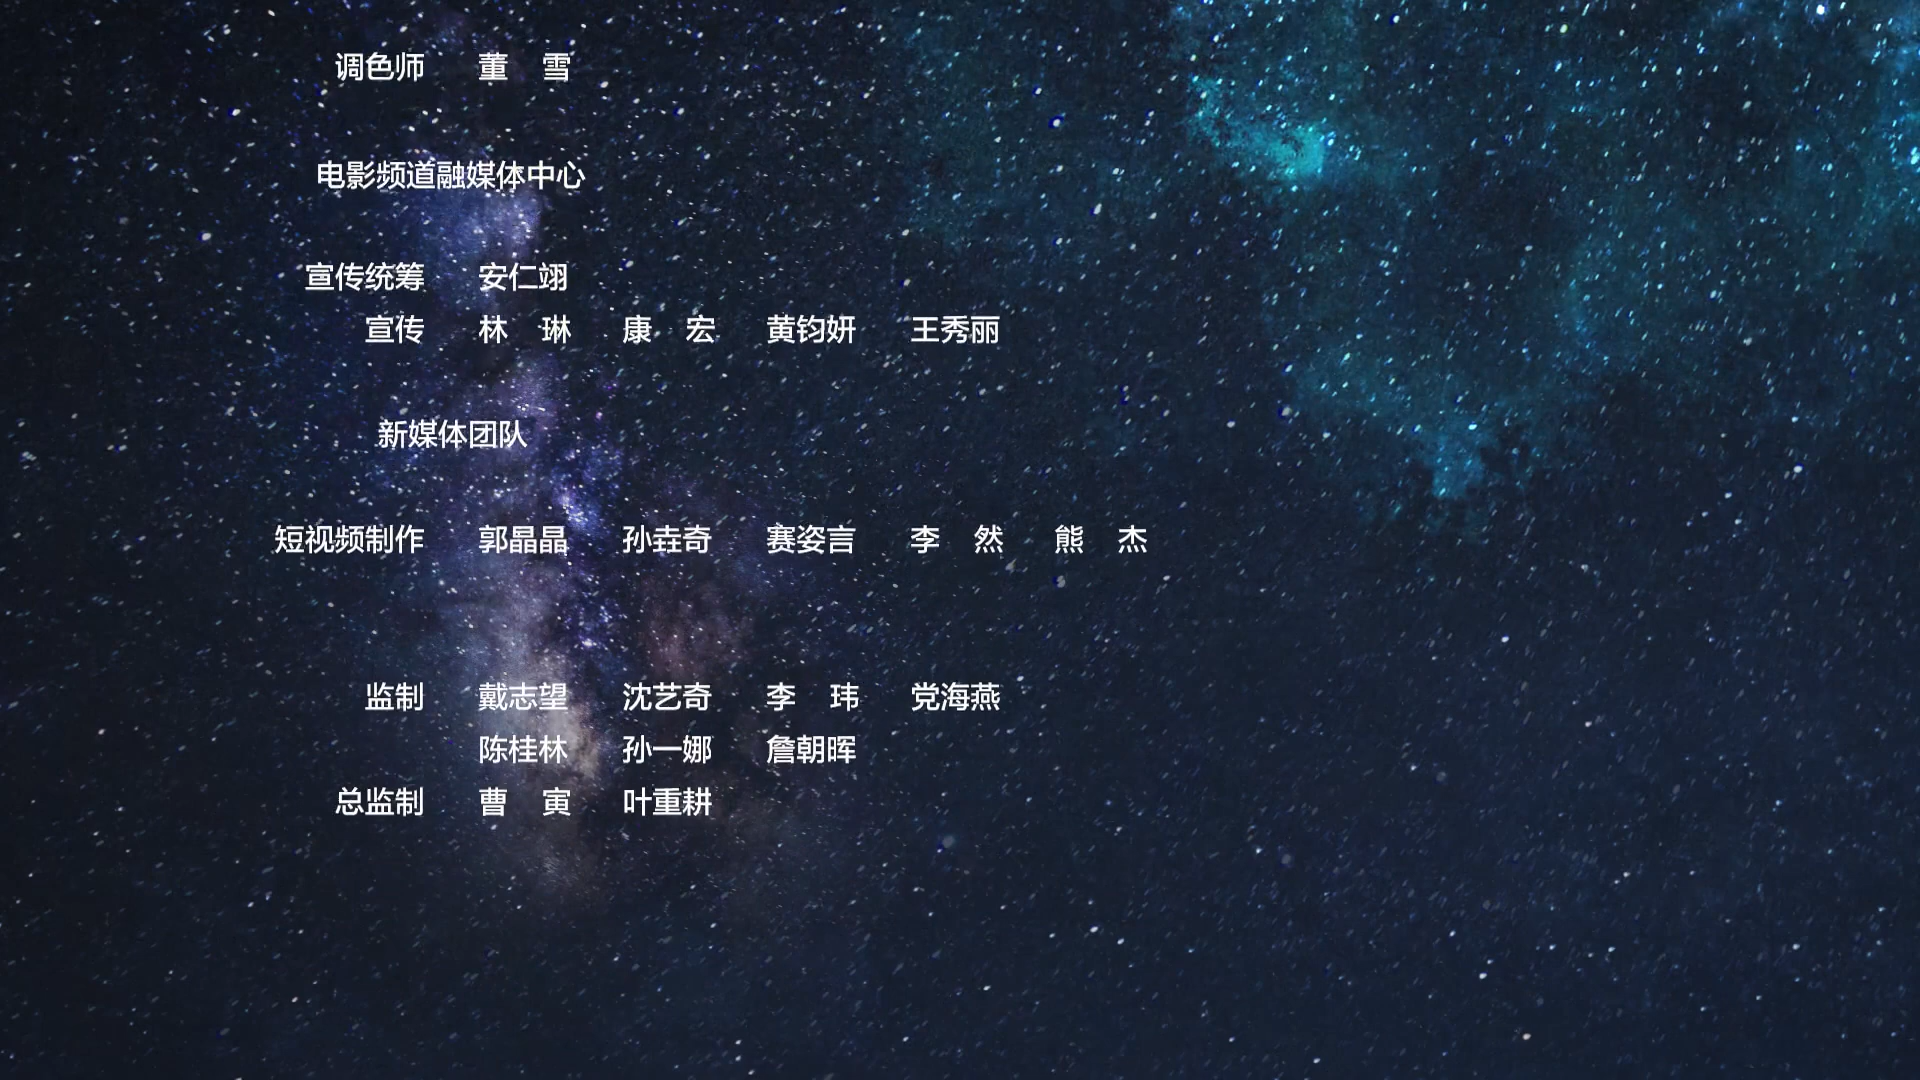 调色师 董 雪
电影频道融媒体中心
宣传统筹 安仁翊
宣传 林 琳 康 宏 黄钧妍 王秀丽
新媒体团队
短视频制作 郭晶晶 孙垚奇 赛姿言 李 然 熊 杰
监制 戴志望 沈艺奇 李 玮 党海燕
陈桂林 孙一娜 詹朝晖
总监制 曹 寅 叶重耕